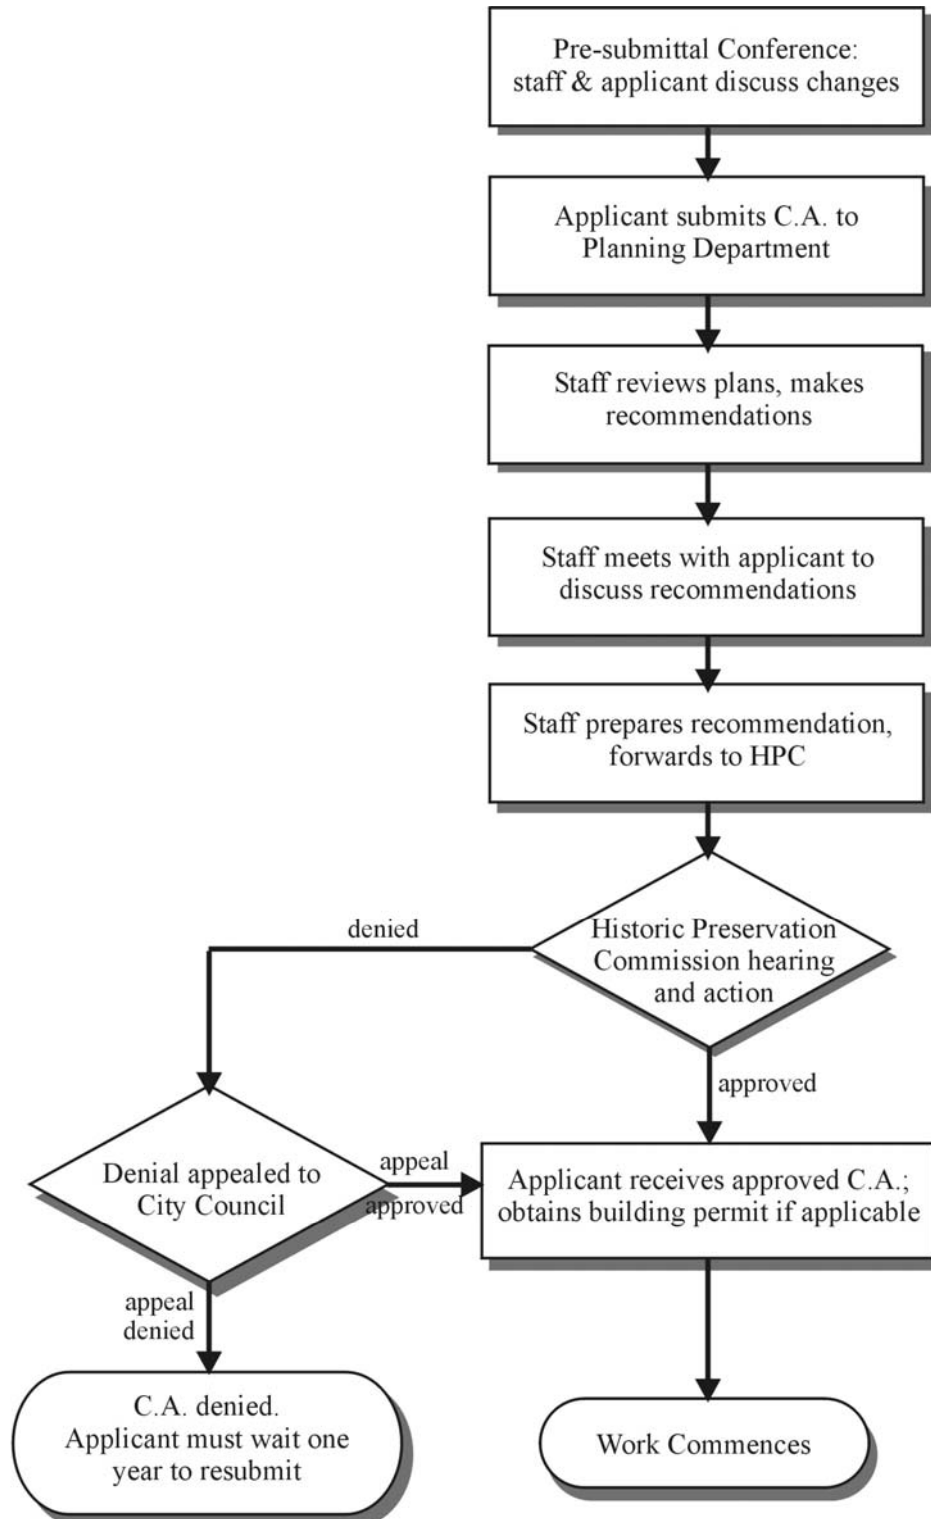 Pre-submittal Conference:
staff & applicant discuss changes
Applicant submits C.A. to
Planning Department
Staff reviews plans, makes
recommendations
Staff meets with applicant to
discuss recommendations
Staff prepares recommendation,
forwards to HPC
Historic Preservation
Commission hearing
and action
denied
approved
Denial appealed to
City Council
appeal
approved
Applicant receives approved C.A.;
obtains building permit if applicable
appeal
denied
C.A. denied.
Applicant must wait one
year to resubmit
Work Commences